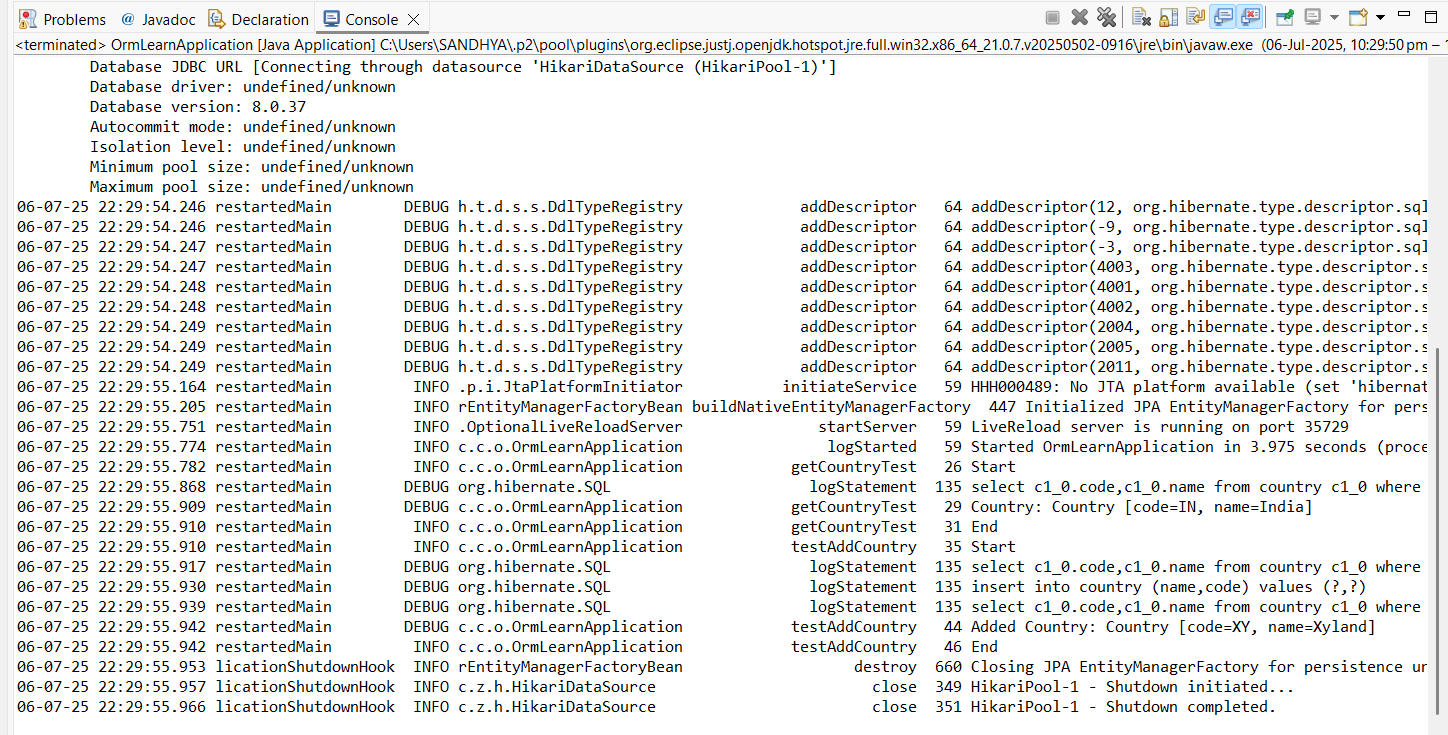 Problems @ Javadoc Declaration Console
<terminated> OrmLearnApplication [Java Application] C:\Users\SANDHYA\.p2\pool\plugins\org.eclipse.justj.openjdk.hotspot.jre.full.win32.x86_64_21.0.7.v20250502-0916\jre\bin\javaw.exe (06-Jul-2025, 10:29:50 pm –
Database JDBC URL [Connecting through datasource 'HikariDataSource (HikariPool-1)']
Database driver: undefined/unknown
Database version: 8.0.37
Autocommit mode: undefined/unknown
Isolation level: undefined/unknown
Minimum pool size: undefined/unknown
Maximum pool size: undefined/unknown
06-07-25 22:29:54.246 restartedMain DEBUG h.t.d.s.s.DdlTypeRegistry addDescriptor 64 addDescriptor(12, org.hibernate.type.descriptor.sql
06-07-25 22:29:54.246 restartedMain DEBUG h.t.d.s.s.DdlTypeRegistry addDescriptor 64 addDescriptor(-9, org.hibernate.type.descriptor.sql
06-07-25 22:29:54.247 restartedMain DEBUG h.t.d.s.s.DdlTypeRegistry addDescriptor 64 addDescriptor(-3, org.hibernate.type.descriptor.sql
06-07-25 22:29:54.247 restartedMain DEBUG h.t.d.s.s.DdlTypeRegistry addDescriptor 64 addDescriptor(4003, org.hibernate.type.descriptor.s
06-07-25 22:29:54.248 restartedMain DEBUG h.t.d.s.s.DdlTypeRegistry addDescriptor 64 addDescriptor(4001, org.hibernate.type.descriptor.s
06-07-25 22:29:54.248 restartedMain DEBUG h.t.d.s.s.DdlTypeRegistry addDescriptor 64 addDescriptor(4002, org.hibernate.type.descriptor.s
06-07-25 22:29:54.249 restartedMain DEBUG h.t.d.s.s.DdlTypeRegistry addDescriptor 64 addDescriptor(2004, org.hibernate.type.descriptor.s
06-07-25 22:29:54.249 restartedMain DEBUG h.t.d.s.s.DdlTypeRegistry addDescriptor 64 addDescriptor(2005, org.hibernate.type.descriptor.s
06-07-25 22:29:54.249 restartedMain DEBUG h.t.d.s.s.DdlTypeRegistry addDescriptor 64 addDescriptor(2011, org.hibernate.type.descriptor.s
06-07-25 22:29:55.164 restartedMain INFO .p.i.JtaPlatformInitiator initiateService 59 HHH000489: No JTA platform available (set 'hibernat
06-07-25 22:29:55.205 restartedMain INFO rEntityManagerFactoryBean buildNativeEntityManagerFactory 447 Initialized JPA EntityManagerFactory for pers
06-07-25 22:29:55.751 restartedMain INFO .OptionalLiveReloadServer startServer 59 LiveReload server is running on port 35729
06-07-25 22:29:55.774 restartedMain INFO c.c.o.OrmLearnApplication logStarted 59 Started OrmLearnApplication in 3.975 seconds (proce
06-07-25 22:29:55.782 restartedMain INFO c.c.o.OrmLearnApplication getCountryTest 26 Start
06-07-25 22:29:55.868 restartedMain DEBUG org.hibernate.SQL logStatement 135 select c1_0.code,c1_0.name from country c1_0 where
06-07-25 22:29:55.909 restartedMain DEBUG c.c.o.OrmLearnApplication getCountryTest 29 Country: Country [code=IN, name=India]
06-07-25 22:29:55.910 restartedMain INFO c.c.o.OrmLearnApplication getCountryTest 31 End
06-07-25 22:29:55.910 restartedMain INFO c.c.o.OrmLearnApplication testAddCountry 35 Start
06-07-25 22:29:55.917 restartedMain DEBUG org.hibernate.SQL logStatement 135 select c1_0.code,c1_0.name from country c1_0 where
06-07-25 22:29:55.930 restartedMain DEBUG org.hibernate.SQL logStatement 135 insert into country (name,code) values (?,?)
06-07-25 22:29:55.939 restartedMain DEBUG org.hibernate.SQL logStatement 135 select c1_0.code,c1_0.name from country c1_0 where
06-07-25 22:29:55.942 restartedMain DEBUG c.c.o.OrmLearnApplication testAddCountry 44 Added Country: Country [code=XY, name=Xyland]
06-07-25 22:29:55.942 restartedMain INFO c.c.o.OrmLearnApplication testAddCountry 46 End
06-07-25 22:29:55.953 licationShutdownHook INFO rEntityManagerFactoryBean destroy 660 Closing JPA EntityManagerFactory for persistence un
06-07-25 22:29:55.957 licationShutdownHook INFO c.z.h.HikariDataSource close 349 HikariPool-1 - Shutdown initiated...
06-07-25 22:29:55.966 licationShutdownHook INFO c.z.h.HikariDataSource close 351 HikariPool-1 - Shutdown completed.